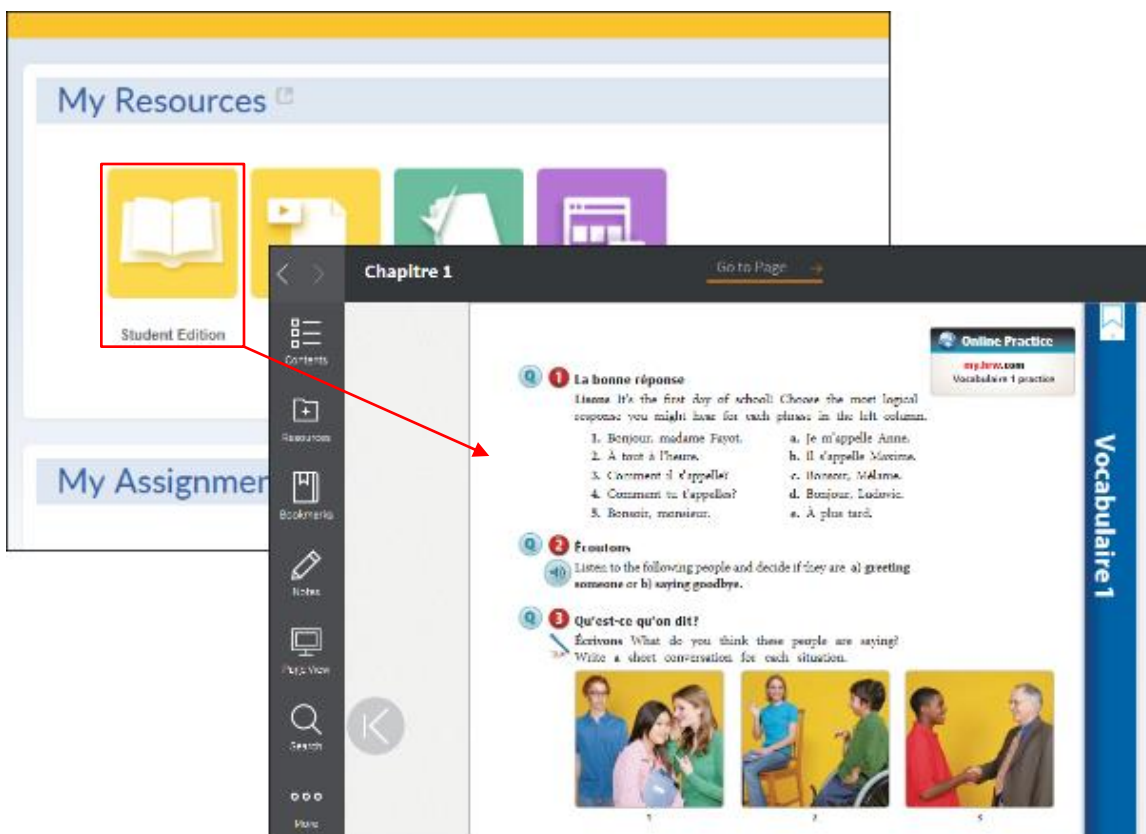 My Resources
Student Edition
My Assignmen
Chapitre 1
Go to Page
Contents
Resources
Bookmarks
Notes
Page View
Search
More
Online Practice
my.hrw.com
Vocabulaire 1 practice
Q 1 La bonne réponse
Lisons It's the first day of school! Choose the most logical
response you might hear for each phrase in the left column.
1. Bonjour, madame Fayot. a. Je m'appelle Anne.
2. À tout à l'heure. b. Il s'appelle Maxime.
3. Comment il s'appelle? c. Bonsoir, Mélanie.
4. Comment tu t'appelles? d. Bonjour, Ludovic.
5. Bonsoir, monsieur. e. À plus tard.
Q 2 Écoutons
Listen to the following people and decide if they are a) greeting
someone or b) saying goodbye.
Q 3 Qu'est-ce qu'on dit?
Écrivons What do you think these people are saying?
Write a short conversation for each situation.
1 2 3
Vocabulaire 1